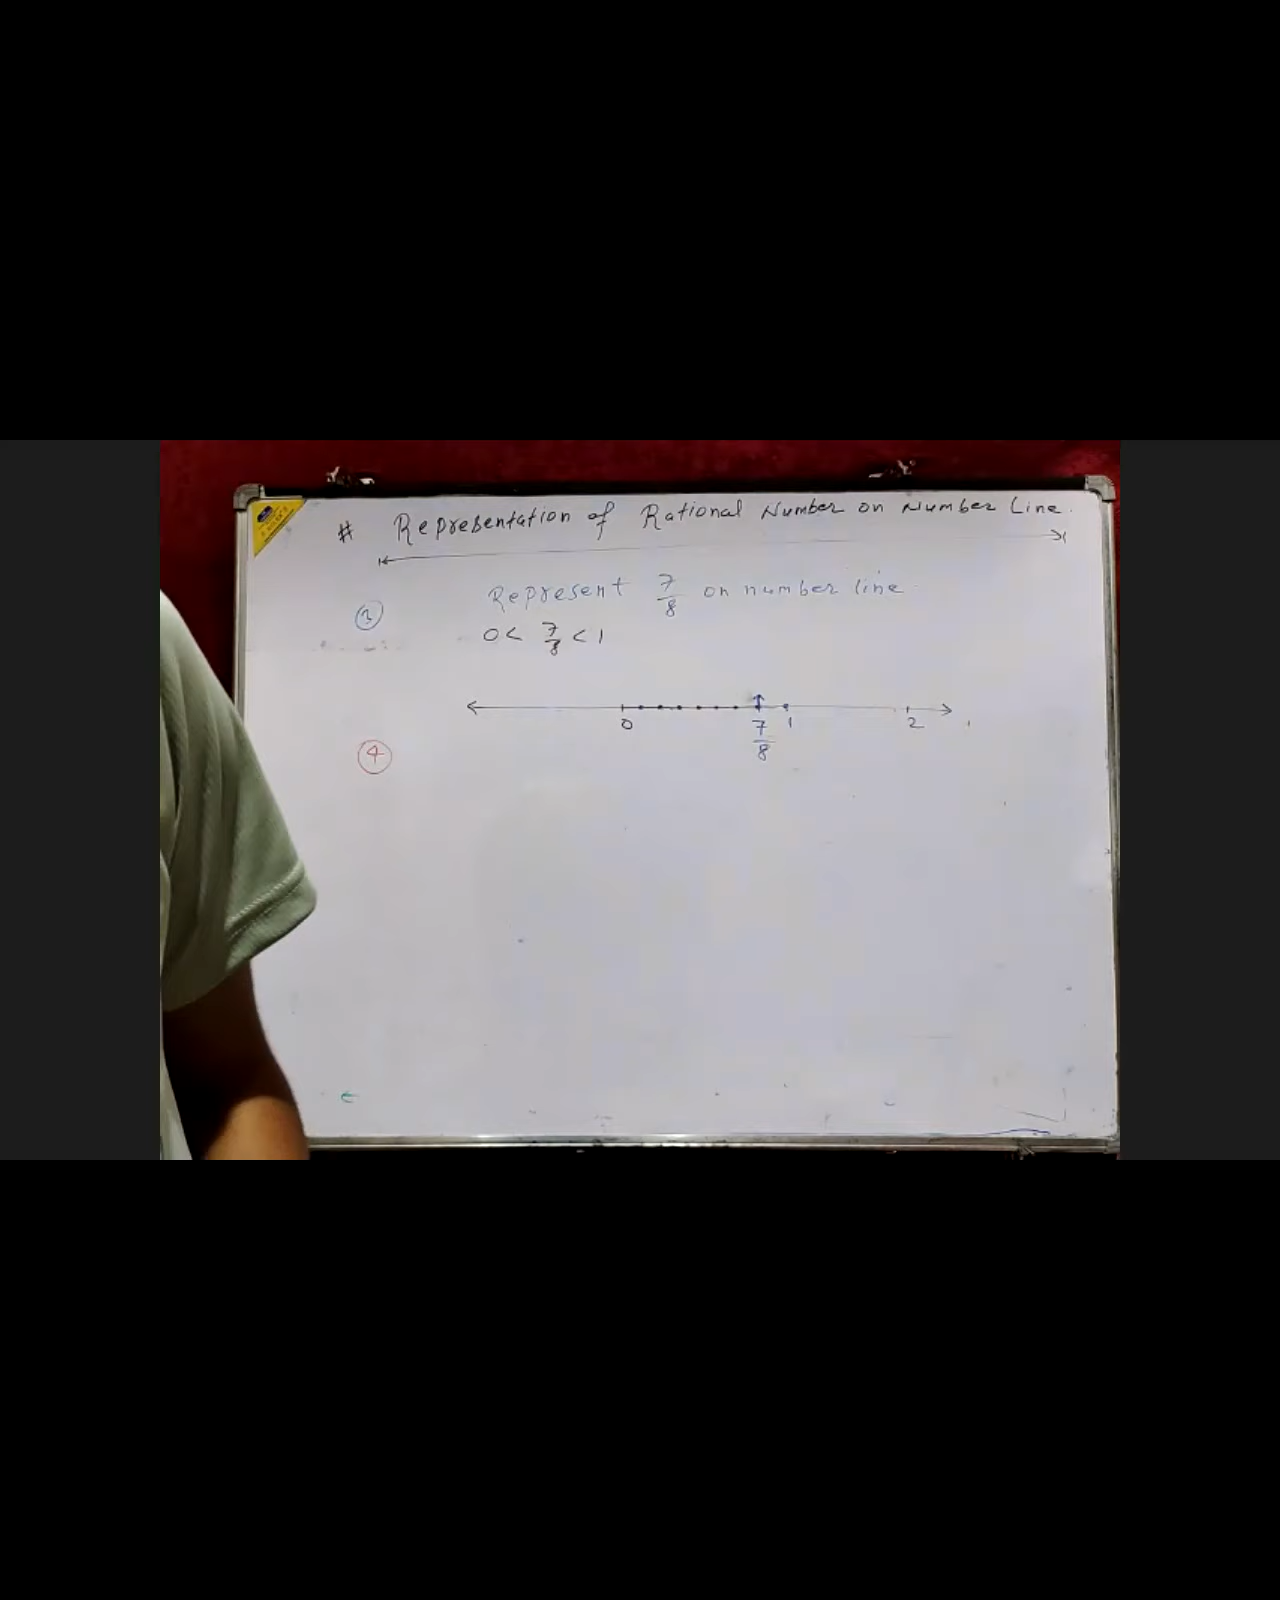 # Representation of Rational Number on Number Line.
③ Represent 7/8 on number line.
0 < 7/8 < 1
0 7/8 1 2
④